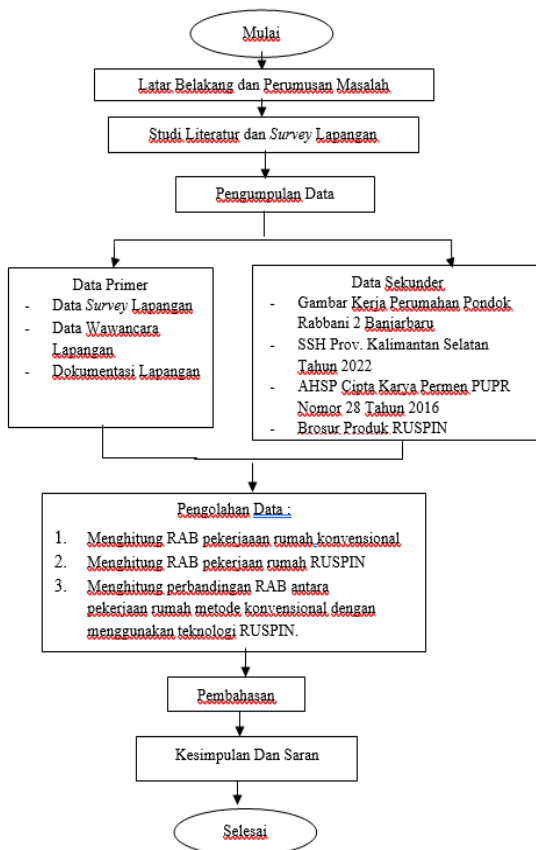 Mulai
Latar Belakang dan Perumusan Masalah
Studi Literatur dan Survey Lapangan
Pengumpulan Data
Data Primer
- Data Survey Lapangan
- Data Wawancara
Lapangan
- Dokumentasi Lapangan
Data Sekunder
- Gambar Kerja Perumahan Pondok
Rabbani 2 Banjarbaru
- SSH Prov. Kalimantan Selatan
Tahun 2022
- AHSP Cipta Karya Permen PUPR
Nomor 28 Tahun 2016
- Brosur Produk RUSPIN
Pengolahan Data :
1. Menghitung RAB pekerjaaan rumah konvensional
2. Menghitung RAB pekerjaan rumah RUSPIN
3. Menghitung perbandingan RAB antara
pekerjaan rumah metode konvensional dengan
menggunakan teknologi RUSPIN.
Pembahasan
Kesimpulan Dan Saran
Selesai